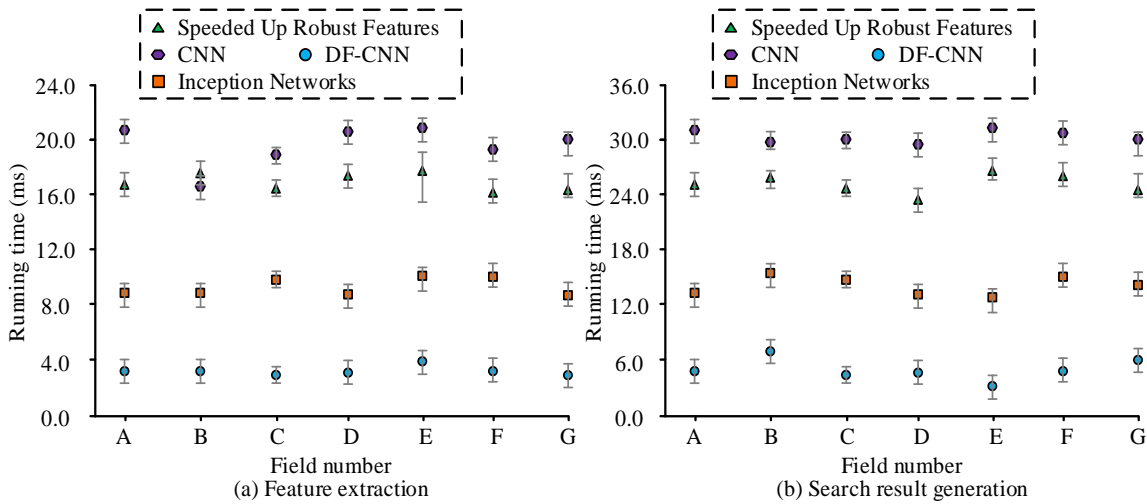 Speeded Up Robust Features
CNN
DF-CNN
Inception Networks
24.0
20.0
16.0
12.0
8.0
4.0
0.0
Running time (ms)
A B C D E F G
Field number
(a) Feature extraction
Speeded Up Robust Features
CNN
DF-CNN
Inception Networks
36.0
30.0
24.0
18.0
12.0
6.0
0.0
Running time (ms)
A B C D E F G
Field number
(b) Search result generation